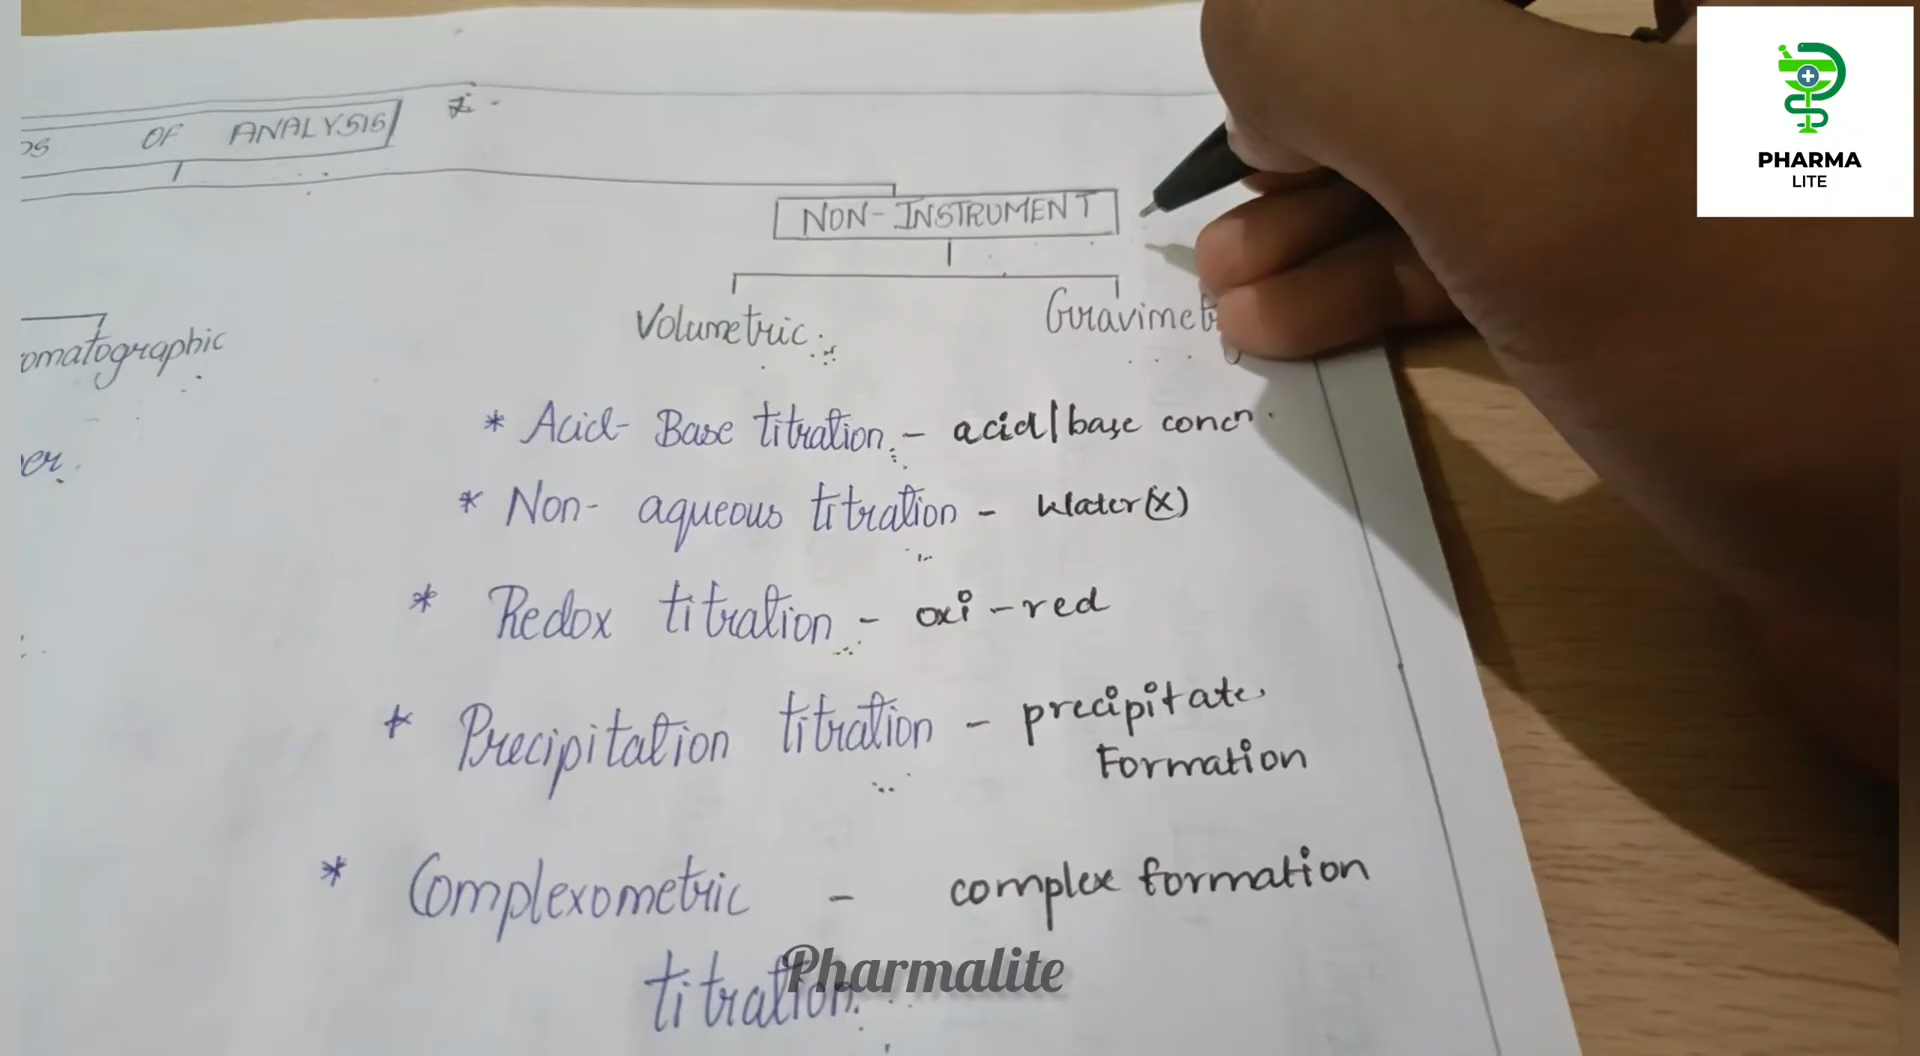 OF ANALYSIS
NON-INSTRUMENT
Volumetric
omatographic
* Acid-Base titration - acid/base concn.
er.
* Non-aqueous titration - Water(x)
* Redox titration - oxi-red
* Precipitation titration - precipitate
Formation
* Complexometric - complex formation
titration
Pharmalite
PHARMA
LITE